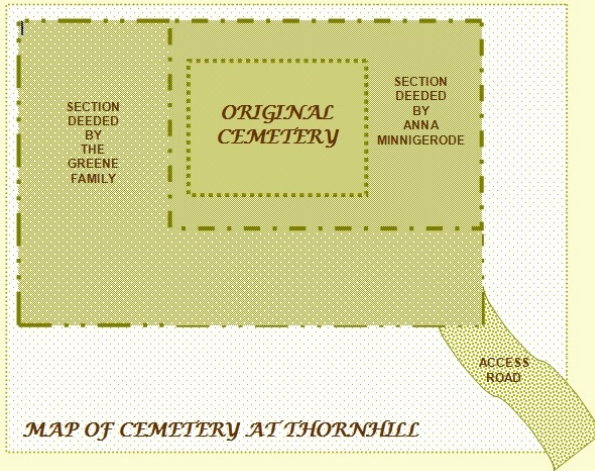 SECTION
DEEDED
BY
THE
GREENE
FAMILY
ORIGINAL
CEMETERY
SECTION
DEEDED
BY
ANNA
MINNIGERODE
ACCESS
ROAD
MAP OF CEMETERY AT THORNHILL